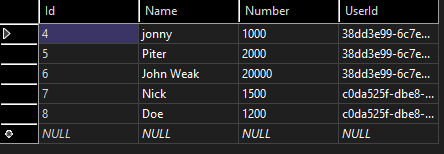 Id Name Number UserId
4 jonny 1000 38dd3e99-6c7e...
5 Piter 2000 38dd3e99-6c7e...
6 John Weak 20000 38dd3e99-6c7e...
7 Nick 1500 c0da525f-dbe8-...
8 Doe 1200 c0da525f-dbe8-...
NULL NULL NULL NULL